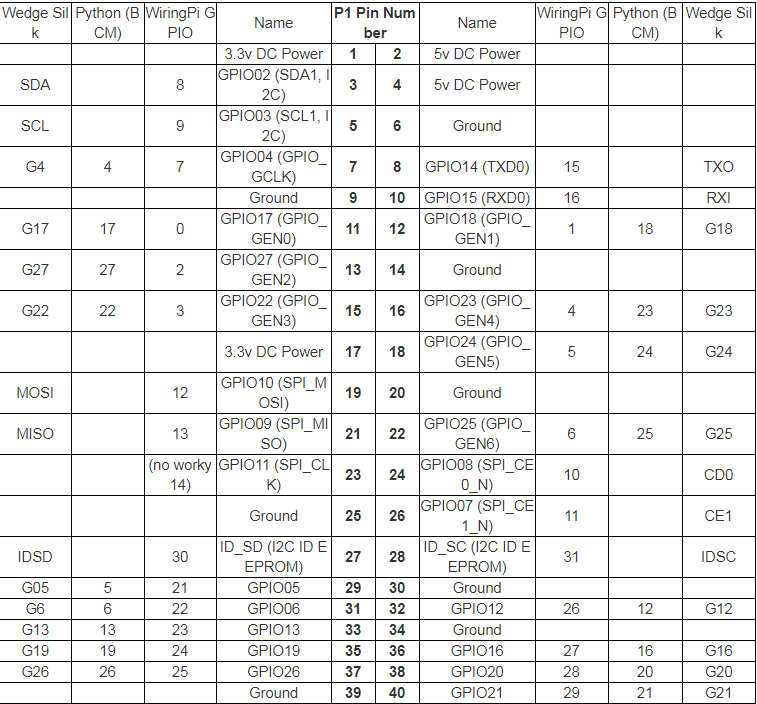 Wedge Silk Python (BCM) WiringPi GPIO Name P1 Pin Number Name WiringPi GPIO Python (BCM) Wedge Silk
3.3v DC Power 1 2 5v DC Power
SDA 8 GPIO02 (SDA1, I2C) 3 4 5v DC Power
SCL 9 GPIO03 (SCL1, I2C) 5 6 Ground
G4 4 7 GPIO04 (GPIO_GCLK) 7 8 GPIO14 (TXD0) 15 TXO
Ground 9 10 GPIO15 (RXD0) 16 RXI
G17 17 0 GPIO17 (GPIO_GEN0) 11 12 GPIO18 (GPIO_GEN1) 1 18 G18
G27 27 2 GPIO27 (GPIO_GEN2) 13 14 Ground
G22 22 3 GPIO22 (GPIO_GEN3) 15 16 GPIO23 (GPIO_GEN4) 4 23 G23
3.3v DC Power 17 18 GPIO24 (GPIO_GEN5) 5 24 G24
MOSI 12 GPIO10 (SPI_MOSI) 19 20 Ground
MISO 13 GPIO09 (SPI_MISO) 21 22 GPIO25 (GPIO_GEN6) 6 25 G25
(no worky 14) GPIO11 (SPI_CLK) 23 24 GPIO08 (SPI_CE0_N) 10 CD0
Ground 25 26 GPIO07 (SPI_CE1_N) 11 CE1
IDSD 30 ID_SD (I2C ID EEPROM) 27 28 ID_SC (I2C ID EEPROM) 31 IDSC
G05 5 21 GPIO05 29 30 Ground
G6 6 22 GPIO06 31 32 GPIO12 26 12 G12
G13 13 23 GPIO13 33 34 Ground
G19 19 24 GPIO19 35 36 GPIO16 27 16 G16
G26 26 25 GPIO26 37 38 GPIO20 28 20 G20
Ground 39 40 GPIO21 29 21 G21